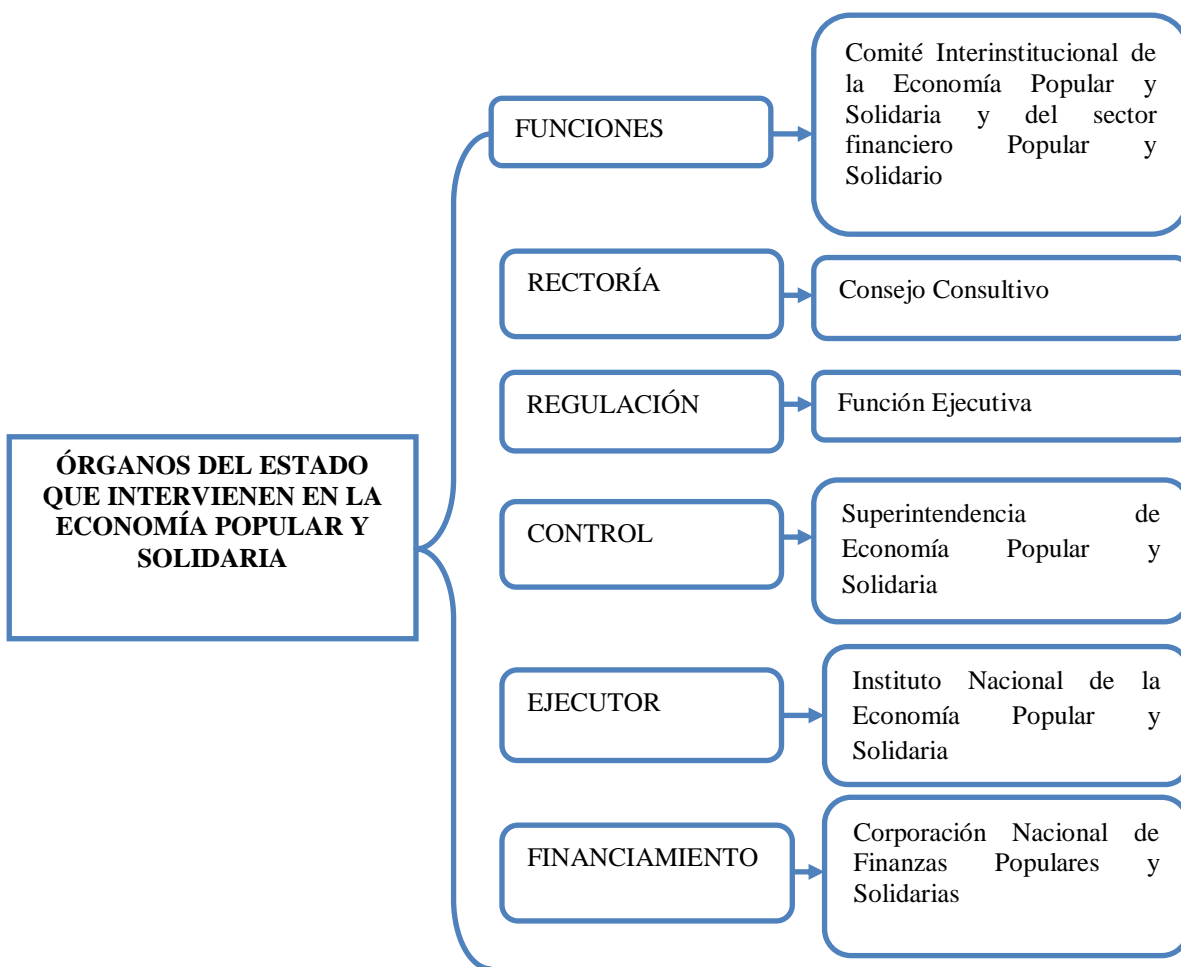 ÓRGANOS DEL ESTADO
QUE INTERVIENEN EN LA
ECONOMÍA POPULAR Y
SOLIDARIA
FUNCIONES
Comité Interinstitucional de
la Economía Popular y
Solidaria y del sector
financiero Popular y
Solidario
RECTORÍA
Consejo Consultivo
REGULACIÓN
Función Ejecutiva
CONTROL
Superintendencia de
Economía Popular y
Solidaria
EJECUTOR
Instituto Nacional de la
Economía Popular y
Solidaria
FINANCIAMIENTO
Corporación Nacional de
Finanzas Populares y
Solidarias